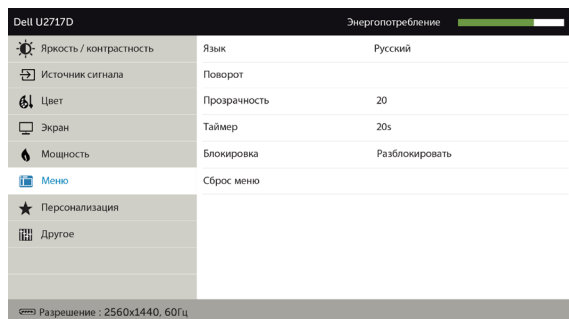 Dell U2717D Энергопотребление
Яркость / контрастность Язык Русский
Источник сигнала Поворот
Цвет Прозрачность 20
Экран Таймер 20s
Мощность Блокировка Разблокировать
Меню Сброс меню
Персонализация
Другое
Разрешение : 2560x1440, 60Гц